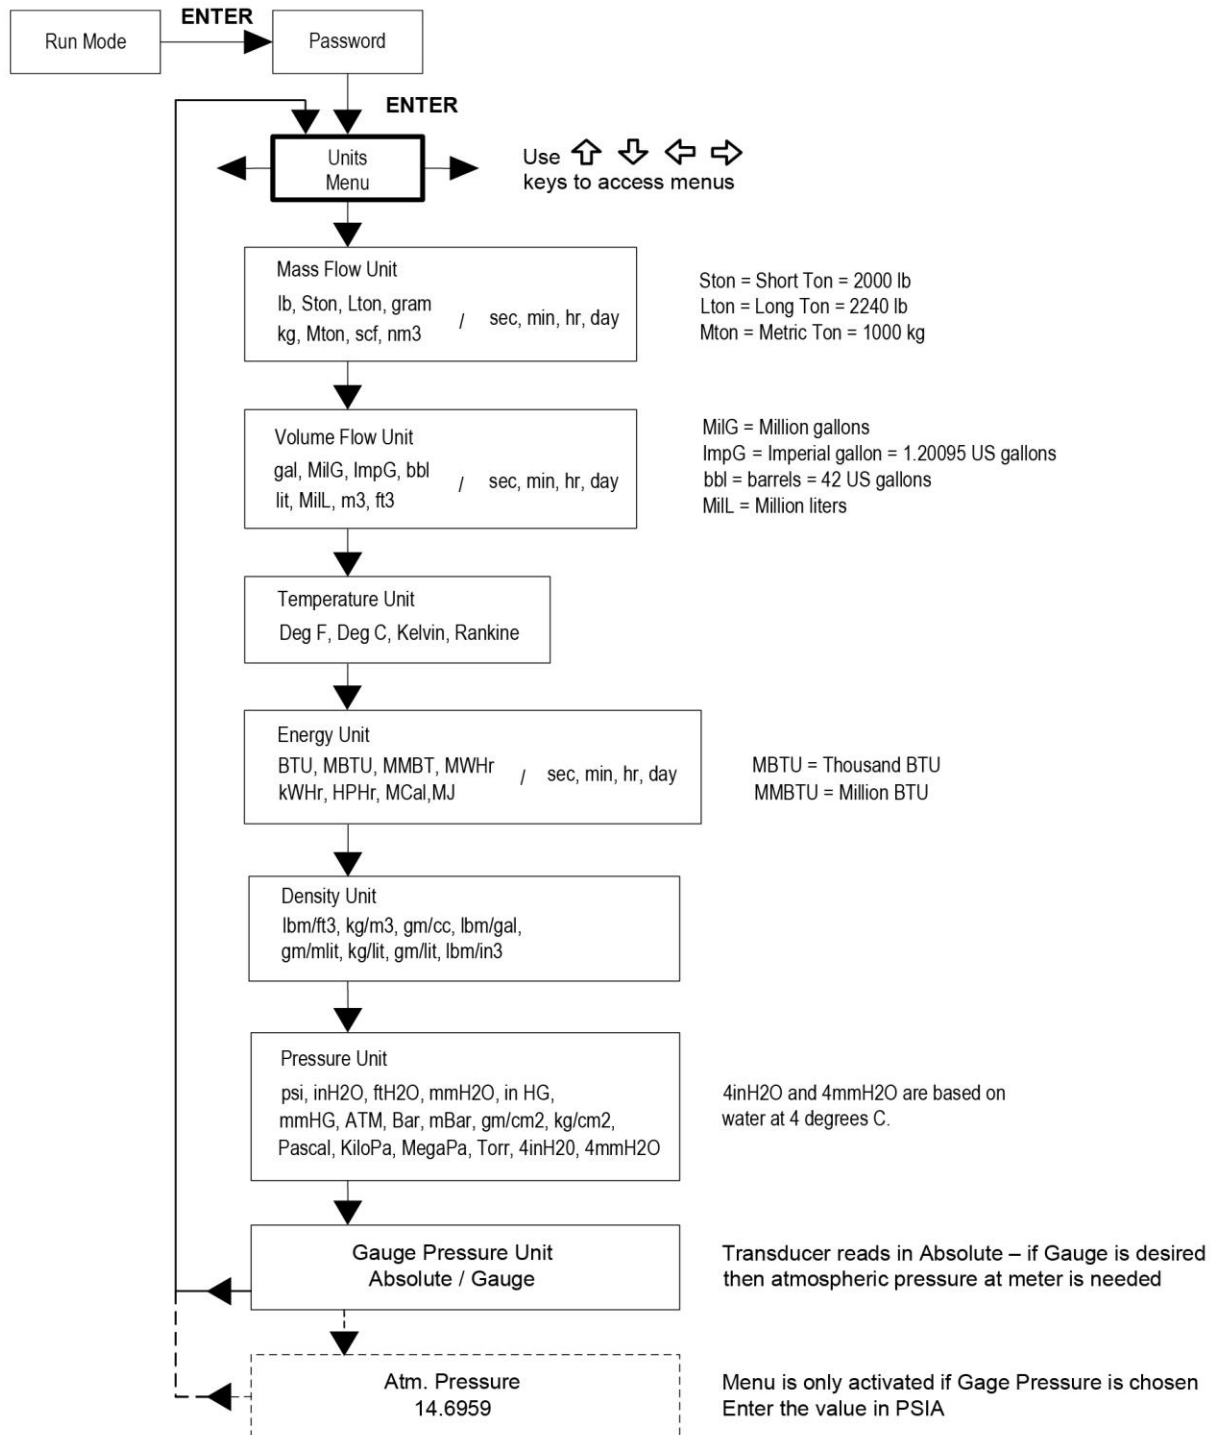 ENTER
Run Mode
Password
ENTER
Units
Menu
Use
keys to access menus
Mass Flow Unit
lb, Ston, Lton, gram
kg, Mton, scf, nm3
/ sec, min, hr, day
Ston = Short Ton = 2000 lb
Lton = Long Ton = 2240 lb
Mton = Metric Ton = 1000 kg
Volume Flow Unit
gal, MilG, ImpG, bbl
lit, MilL, m3, ft3
/ sec, min, hr, day
MilG = Million gallons
ImpG = Imperial gallon = 1.20095 US gallons
bbl = barrels = 42 US gallons
MilL = Million liters
Temperature Unit
Deg F, Deg C, Kelvin, Rankine
Energy Unit
BTU, MBTU, MMBT, MWHr
kWHr, HPHr, MCal,MJ
/ sec, min, hr, day
MBTU = Thousand BTU
MMBTU = Million BTU
Density Unit
lbm/ft3, kg/m3, gm/cc, lbm/gal,
gm/mlit, kg/lit, gm/lit, lbm/in3
Pressure Unit
psi, inH2O, ftH2O, mmH2O, in HG,
mmHG, ATM, Bar, mBar, gm/cm2, kg/cm2,
Pascal, KiloPa, MegaPa, Torr, 4inH20, 4mmH2O
4inH2O and 4mmH2O are based on
water at 4 degrees C.
Gauge Pressure Unit
Absolute / Gauge
Transducer reads in Absolute – if Gauge is desired
then atmospheric pressure at meter is needed
Atm. Pressure
14.6959
Menu is only activated if Gage Pressure is chosen
Enter the value in PSIA